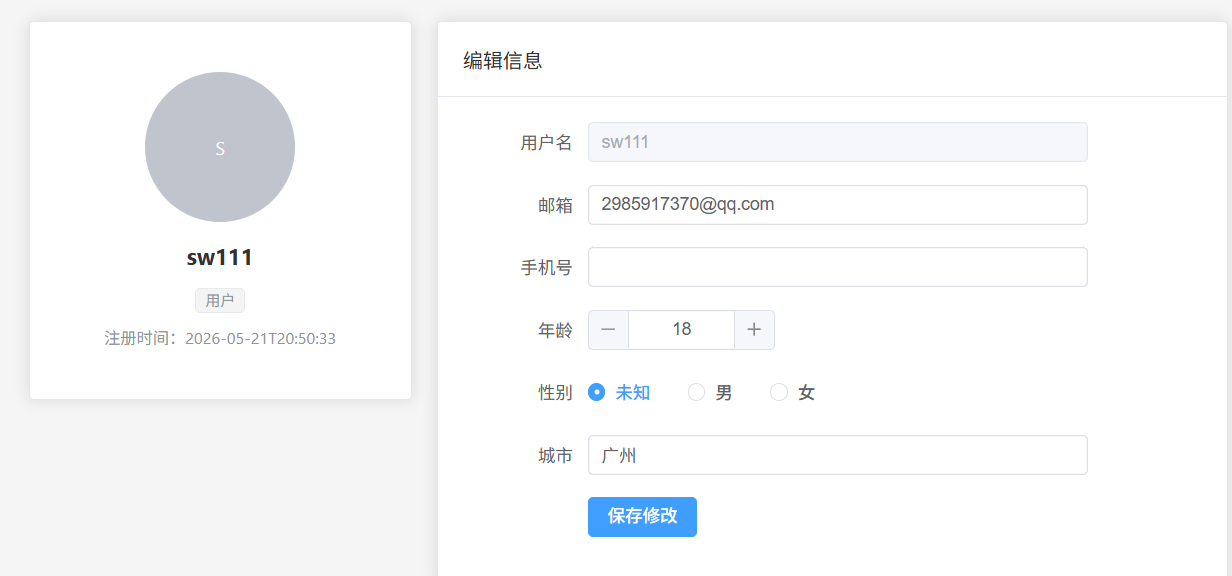 S
sw111
用户
注册时间：2026-05-21T20:50:33
编辑信息
用户名 sw111
邮箱 2985917370@qq.com
手机号
年龄 − 18 +
性别 未知 男 女
城市 广州
保存修改